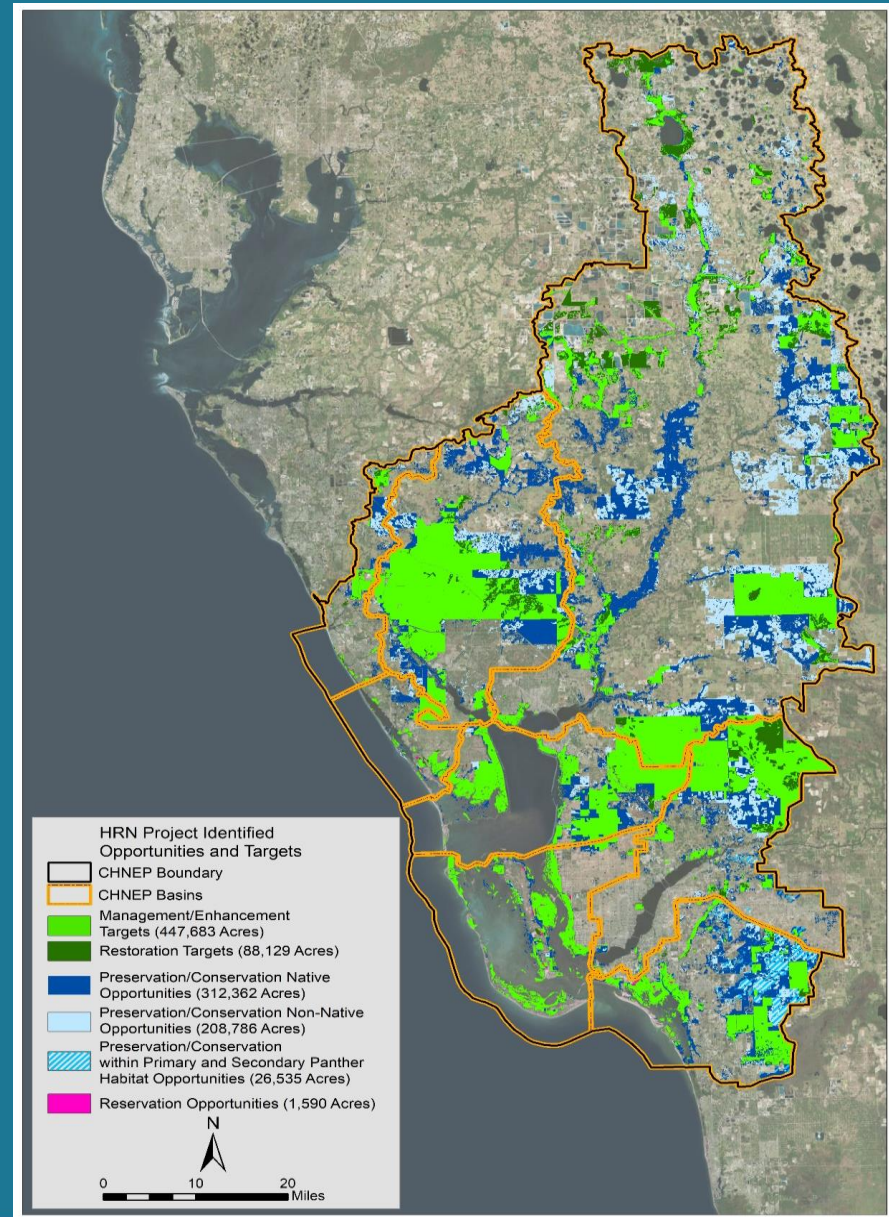 HRN Project Identified
Opportunities and Targets
CHNEP Boundary
CHNEP Basins
Management/Enhancement
Targets (447,683 Acres)
Restoration Targets (88,129 Acres)
Preservation/Conservation Native
Opportunities (312,362 Acres)
Preservation/Conservation Non-Native
Opportunities (208,786 Acres)
Preservation/Conservation
within Primary and Secondary Panther
Habitat Opportunities (26,535 Acres)
Reservation Opportunities (1,590 Acres)
N
0 10 20
Miles